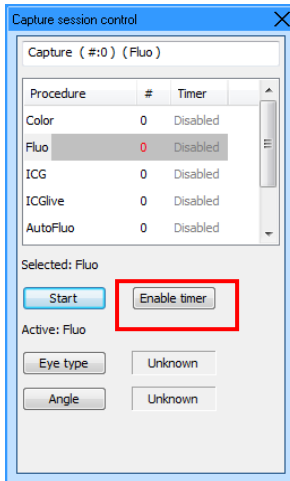 Capture session control
Capture ( #:0 ) ( Fluo )
Procedure # Timer
Color 0 Disabled
Fluo 0 Disabled
ICG 0 Disabled
ICGlive 0 Disabled
AutoFluo 0 Disabled
Selected: Fluo
Start Enable timer
Active: Fluo
Eye type Unknown
Angle Unknown